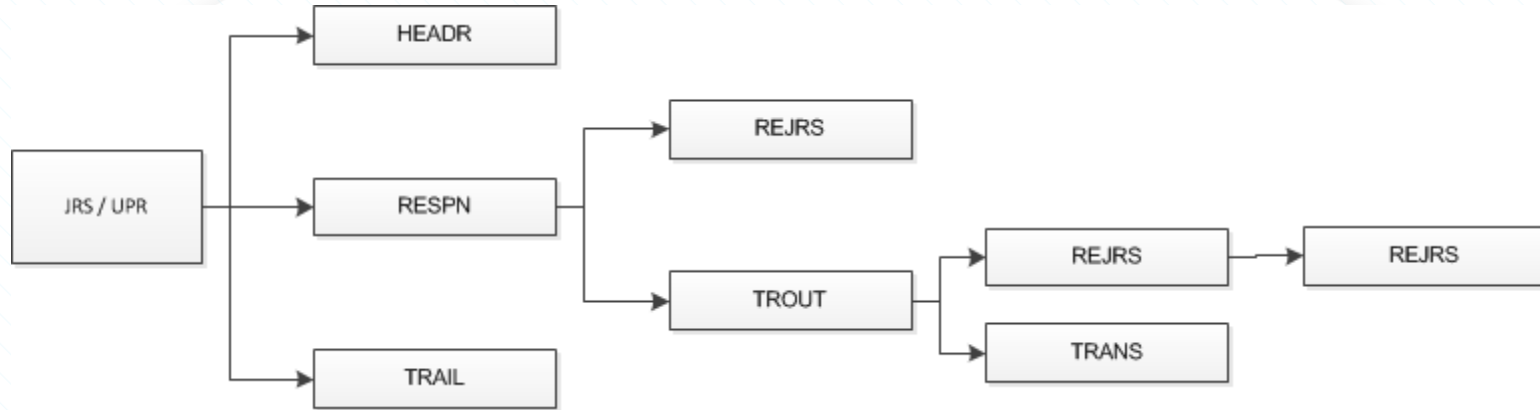 HEADR
REJRS
JRS / UPR
RESPN
REJRS
REJRS
TROUT
TRANS
TRAIL